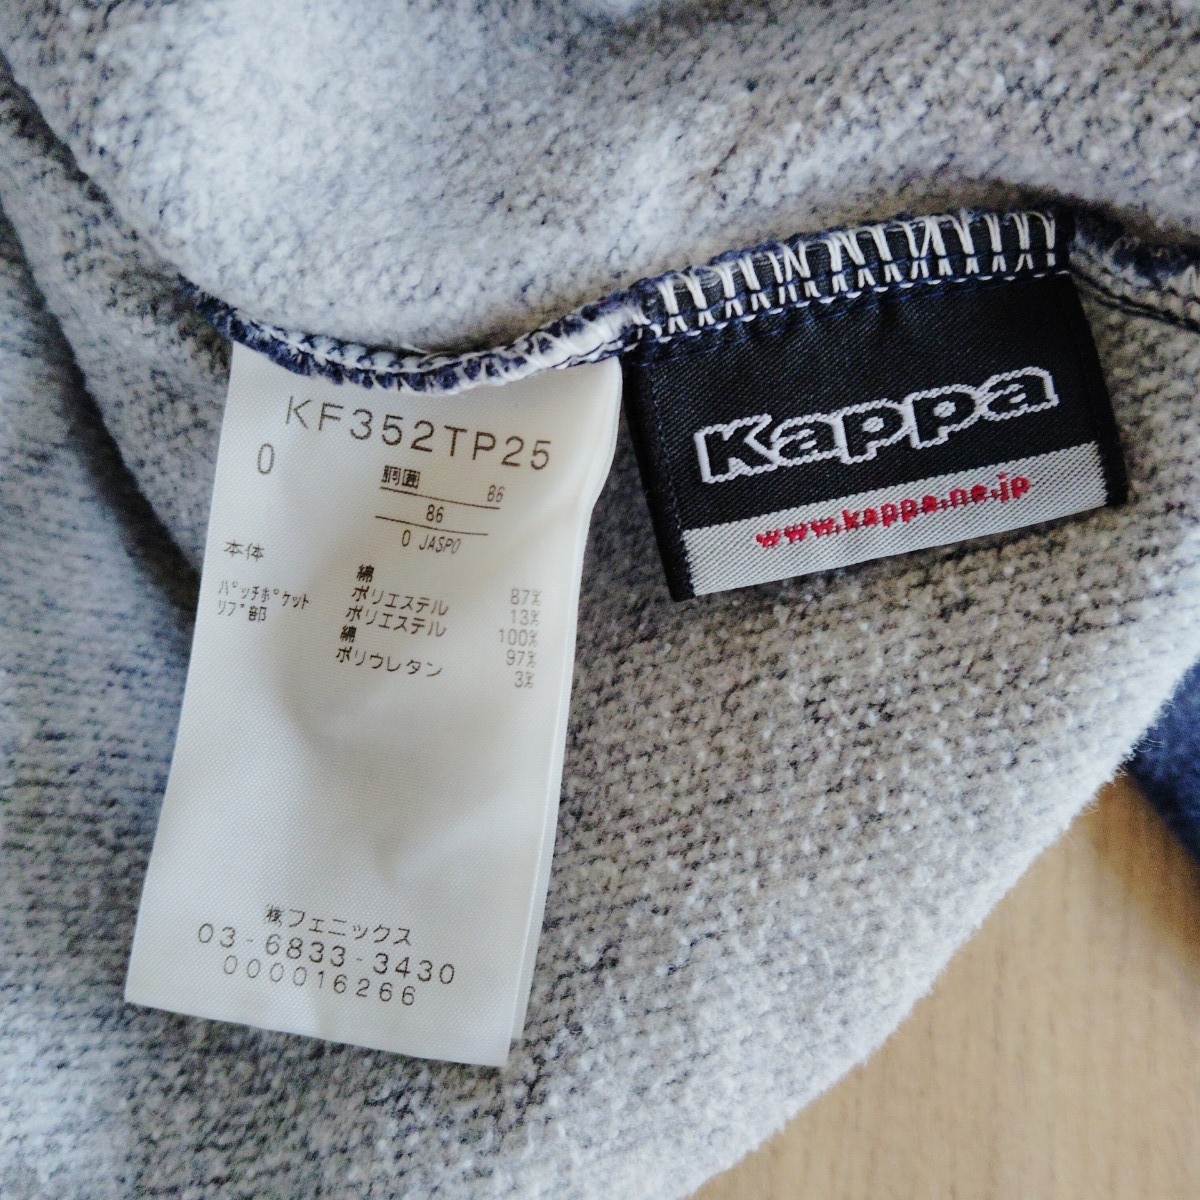 KF352TP25
0
胴囲 86
86
0 JASPO
本体 綿 87%
ポリエステル 13%
パッチポケット ポリエステル 100%
リブ部 綿 97%
ポリウレタン 3%
㈱フェニックス
03-6833-3430
000016266
Kappa
www.kappa.ne.jp